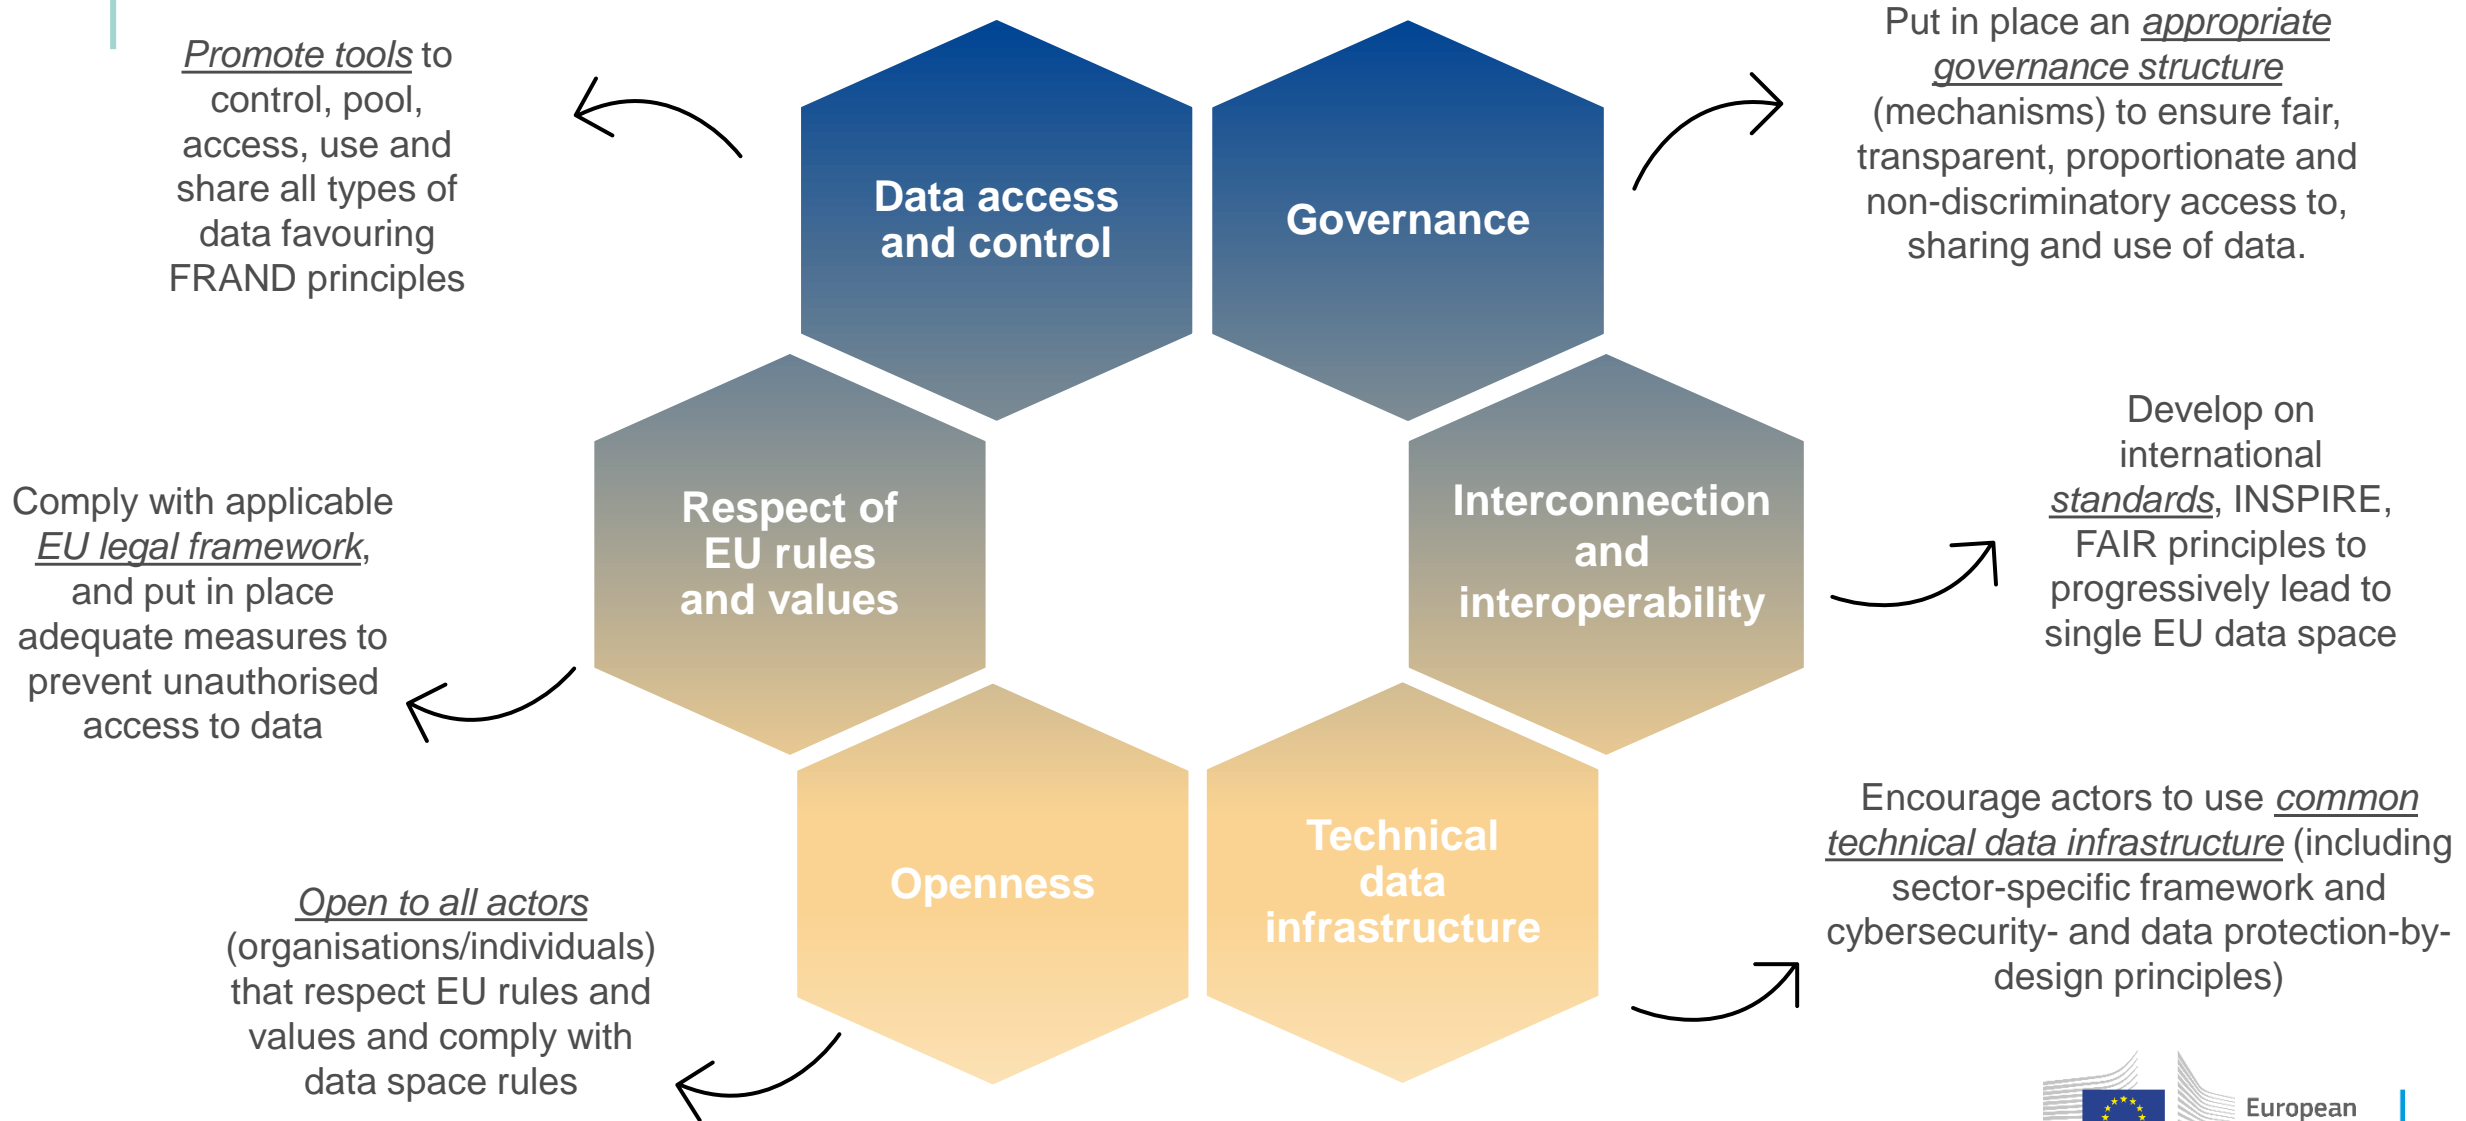 Promote tools to
control, pool,
access, use and
share all types of
data favouring
FRAND principles
Data access
and control
Governance
Put in place an appropriate
governance structure
(mechanisms) to ensure fair,
transparent, proportionate and
non-discriminatory access to,
sharing and use of data.
Comply with applicable
EU legal framework,
and put in place
adequate measures to
prevent unauthorised
access to data
Respect of
EU rules
and values
Interconnection
and
interoperability
Develop on
international
standards, INSPIRE,
FAIR principles to
progressively lead to
single EU data space
Open to all actors
(organisations/individuals)
that respect EU rules and
values and comply with
data space rules
Openness
Technical
data
infrastructure
Encourage actors to use common
technical data infrastructure (including
sector-specific framework and
cybersecurity- and data protection-by-
design principles)
European